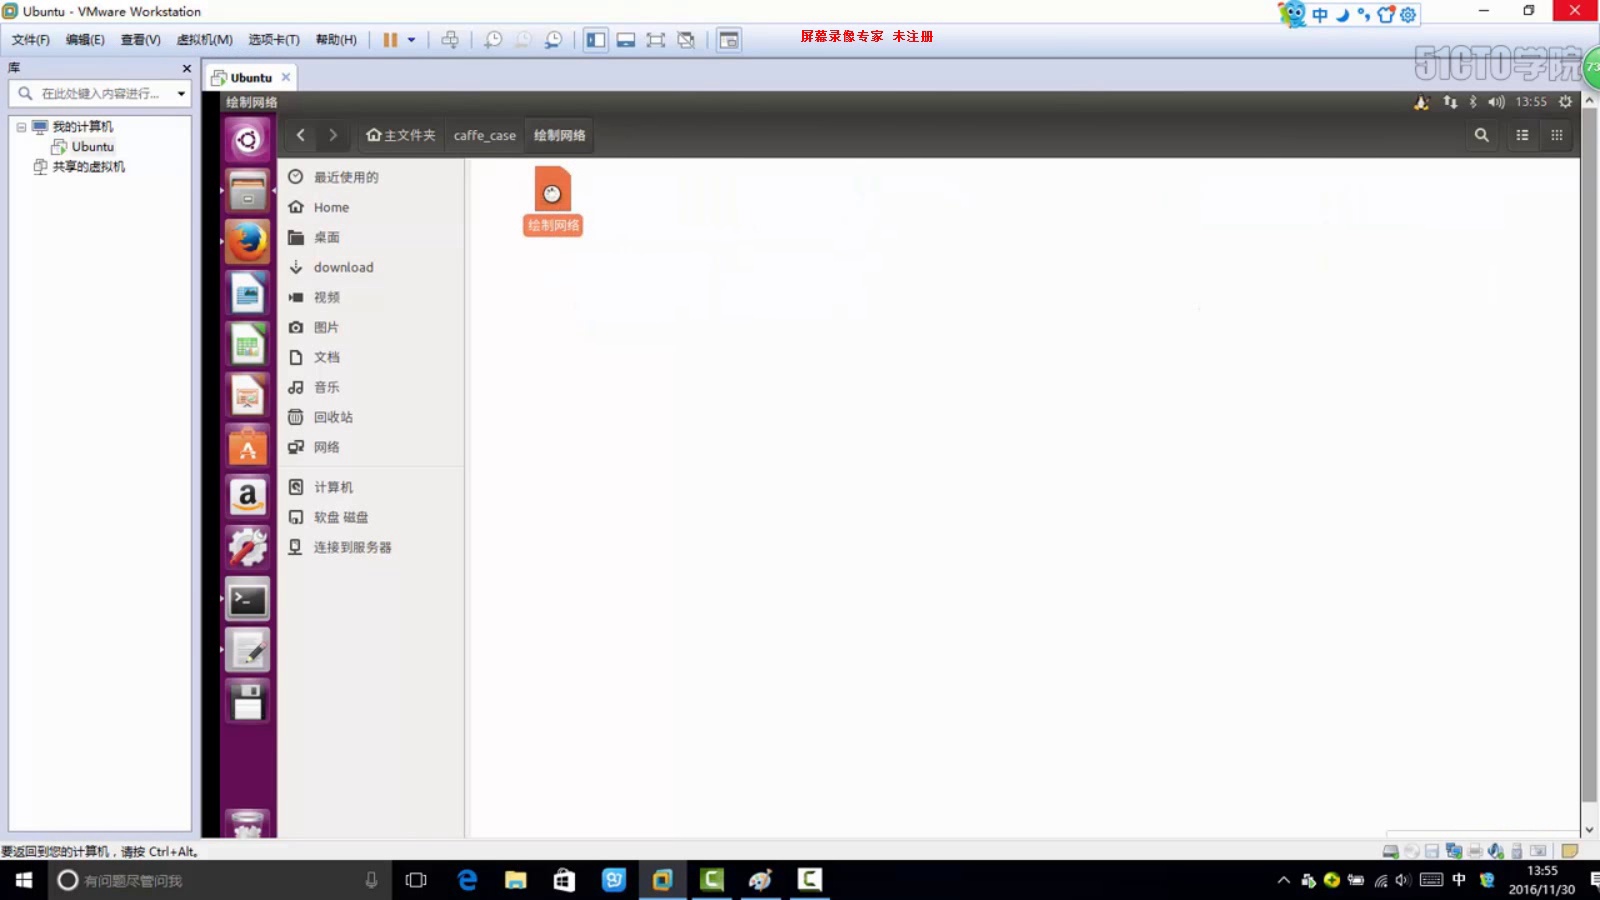 Ubuntu - VMware Workstation
中
文件(F) 编辑(E) 查看(V) 虚拟机(M) 选项卡(T) 帮助(H)
屏幕录像专家 未注册
51CTO学院
73
库
Ubuntu
在此处键入内容进行...
绘制网络
13:55
我的计算机
Ubuntu
共享的虚拟机
主文件夹 caffe_case 绘制网络
最近使用的
Home
桌面
download
视频
图片
文档
音乐
回收站
网络
计算机
软盘 磁盘
连接到服务器
绘制网络
要返回到您的计算机，请按 Ctrl+Alt。
有问题尽管问我
中
13:55
2016/11/30